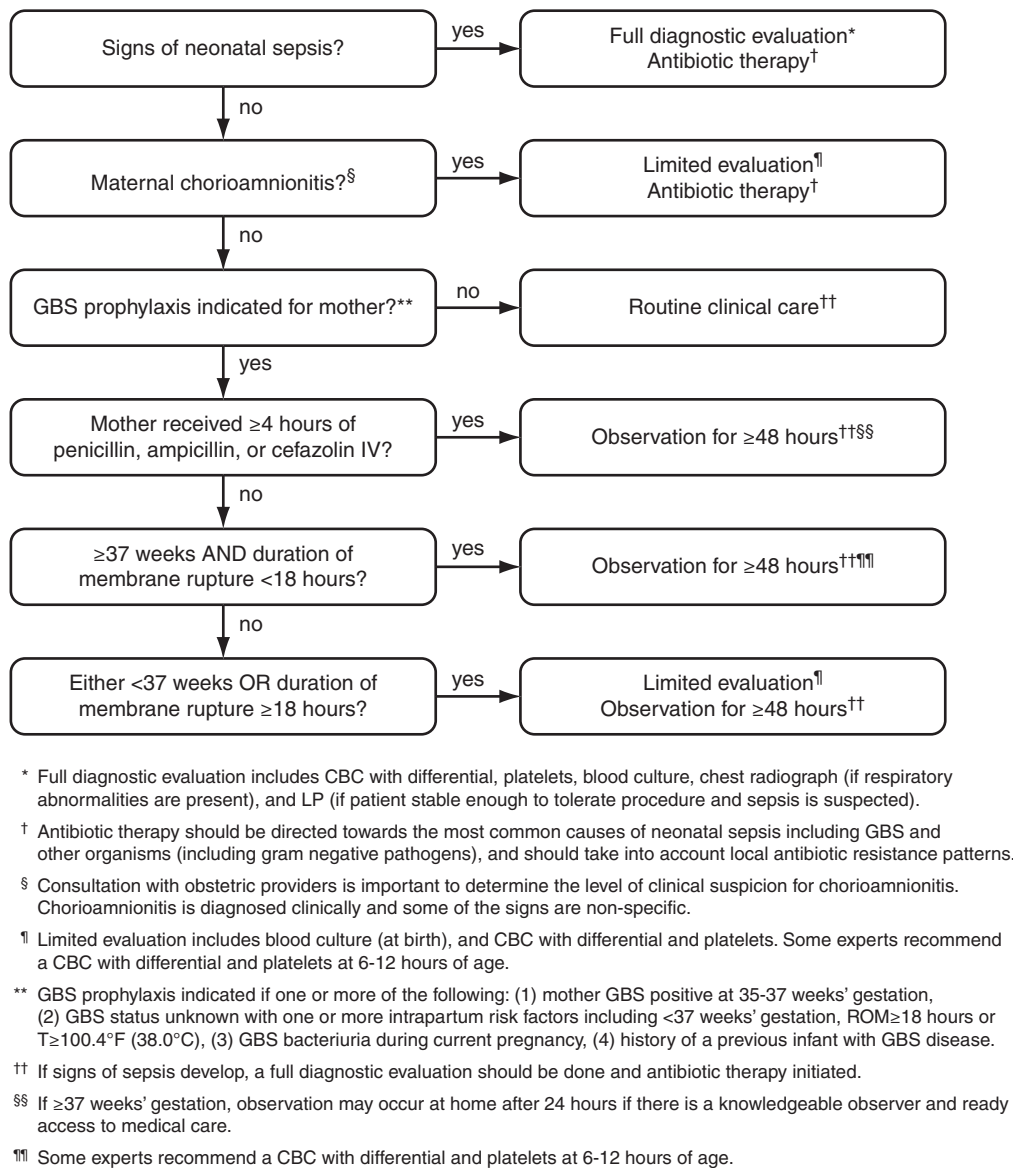 Signs of neonatal sepsis?
yes
Full diagnostic evaluation*
Antibiotic therapy†
no
Maternal chorioamnionitis?§
yes
Limited evaluation¶
Antibiotic therapy†
no
GBS prophylaxis indicated for mother?**
no
Routine clinical care††
yes
Mother received ≥4 hours of
penicillin, ampicillin, or cefazolin IV?
yes
Observation for ≥48 hours††§§
no
≥37 weeks AND duration of
membrane rupture <18 hours?
yes
Observation for ≥48 hours††¶¶
no
Either <37 weeks OR duration of
membrane rupture ≥18 hours?
yes
Limited evaluation¶
Observation for ≥48 hours††
* Full diagnostic evaluation includes CBC with differential, platelets, blood culture, chest radiograph (if respiratory
abnormalities are present), and LP (if patient stable enough to tolerate procedure and sepsis is suspected).
† Antibiotic therapy should be directed towards the most common causes of neonatal sepsis including GBS and
other organisms (including gram negative pathogens), and should take into account local antibiotic resistance patterns.
§ Consultation with obstetric providers is important to determine the level of clinical suspicion for chorioamnionitis.
Chorioamnionitis is diagnosed clinically and some of the signs are non-specific.
¶ Limited evaluation includes blood culture (at birth), and CBC with differential and platelets. Some experts recommend
a CBC with differential and platelets at 6-12 hours of age.
** GBS prophylaxis indicated if one or more of the following: (1) mother GBS positive at 35-37 weeks' gestation,
(2) GBS status unknown with one or more intrapartum risk factors including <37 weeks' gestation, ROM≥18 hours or
T≥100.4°F (38.0°C), (3) GBS bacteriuria during current pregnancy, (4) history of a previous infant with GBS disease.
†† If signs of sepsis develop, a full diagnostic evaluation should be done and antibiotic therapy initiated.
§§ If ≥37 weeks' gestation, observation may occur at home after 24 hours if there is a knowledgeable observer and ready
access to medical care.
¶¶ Some experts recommend a CBC with differential and platelets at 6-12 hours of age.